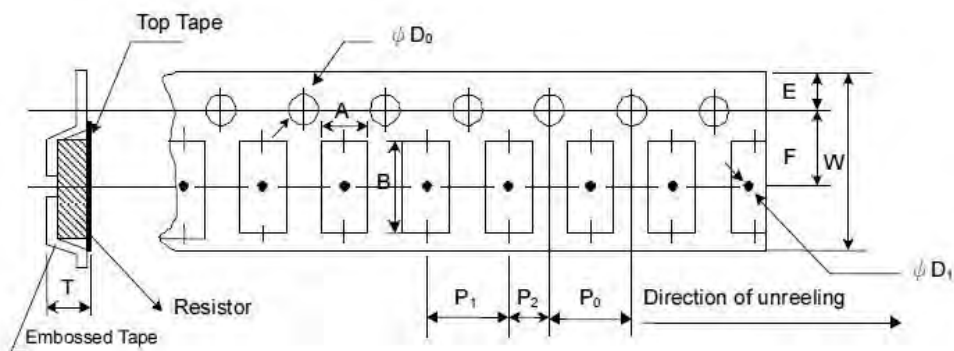 Top Tape
ψ D₀
E
A
F
W
B
ψ D₁
T
P₁
P₂
P₀
Direction of unreeling
Resistor
Embossed Tape